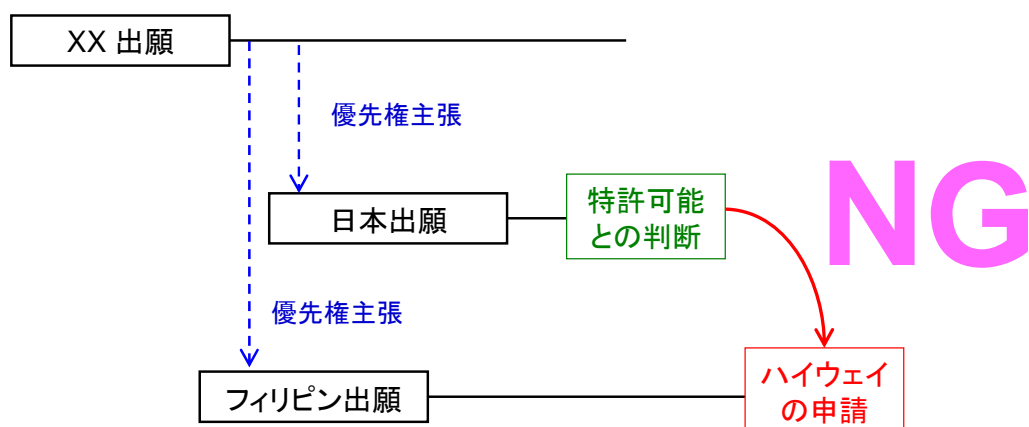 XX 出願
優先権主張
日本出願
特許可能
との判断
NG
優先権主張
フィリピン出願
ハイウェイ
の申請